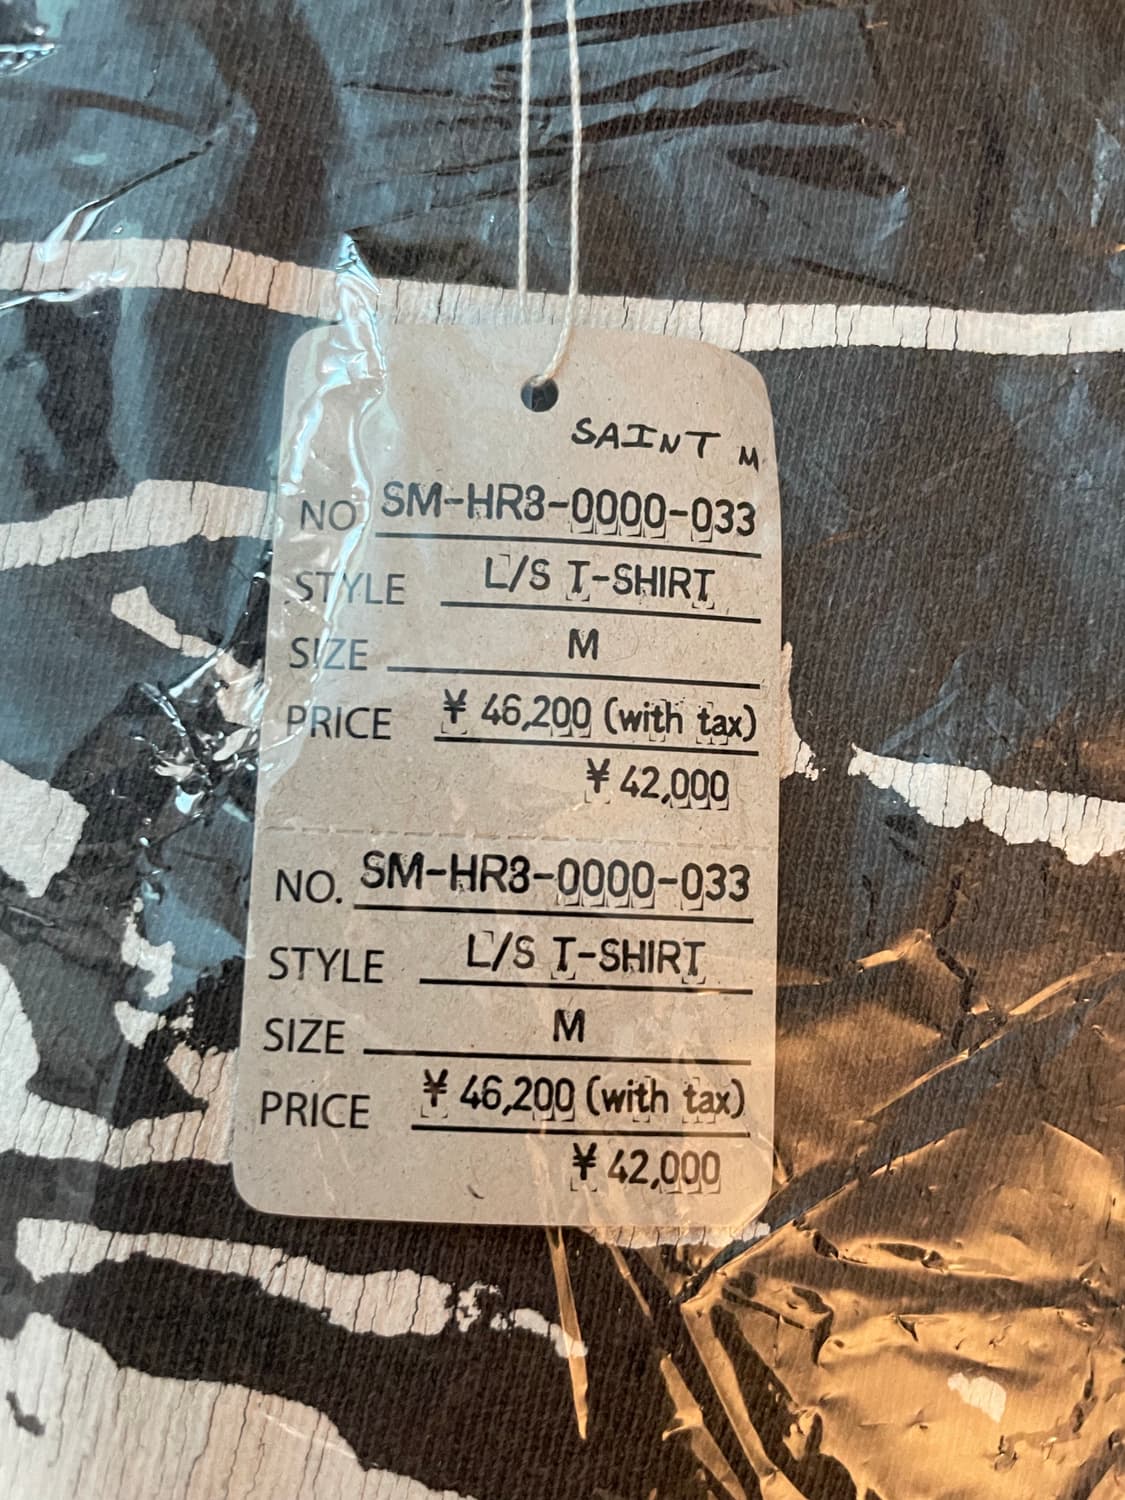 SAINT M
NO. SM-HR8-0000-033
STYLE L/S T-SHIRT
SIZE M
PRICE ¥ 46,200 (with tax)
¥ 42,000
NO. SM-HR8-0000-033
STYLE L/S T-SHIRT
SIZE M
PRICE ¥ 46,200 (with tax)
¥ 42,000